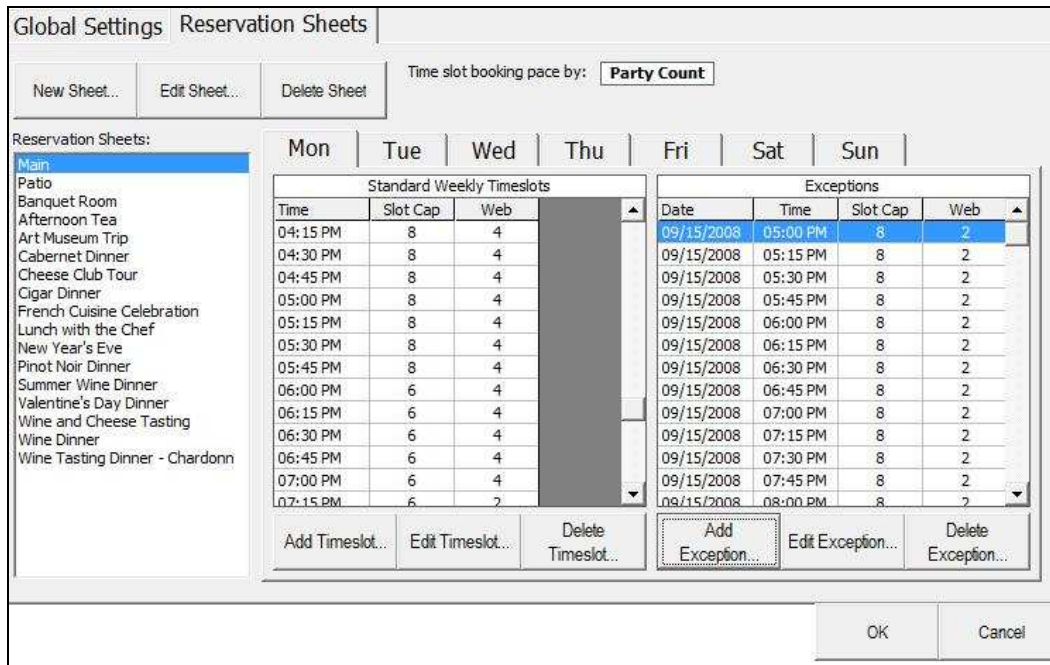 Global Settings Reservation Sheets
New Sheet... Edit Sheet... Delete Sheet Time slot booking pace by: Party Count
Reservation Sheets:
Main
Patio
Banquet Room
Afternoon Tea
Art Museum Trip
Cabernet Dinner
Cheese Club Tour
Cigar Dinner
French Cuisine Celebration
Lunch with the Chef
New Year's Eve
Pinot Noir Dinner
Summer Wine Dinner
Valentine's Day Dinner
Wine and Cheese Tasting
Wine Dinner
Wine Tasting Dinner - Chardonn
Mon Tue Wed Thu Fri Sat Sun
Standard Weekly Timeslots
Time Slot Cap Web
04:15 PM 8 4
04:30 PM 8 4
04:45 PM 8 4
05:00 PM 8 4
05:15 PM 8 4
05:30 PM 8 4
05:45 PM 8 4
06:00 PM 6 4
06:15 PM 6 4
06:30 PM 6 4
06:45 PM 6 4
07:00 PM 6 4
07:15 PM 6 2
Add Timeslot... Edit Timeslot... Delete
Timeslot...
Exceptions
Date Time Slot Cap Web
09/15/2008 05:00 PM 8 2
09/15/2008 05:15 PM 8 2
09/15/2008 05:30 PM 8 2
09/15/2008 05:45 PM 8 2
09/15/2008 06:00 PM 8 2
09/15/2008 06:15 PM 8 2
09/15/2008 06:30 PM 8 2
09/15/2008 06:45 PM 8 2
09/15/2008 07:00 PM 8 2
09/15/2008 07:15 PM 8 2
09/15/2008 07:30 PM 8 2
09/15/2008 07:45 PM 8 2
09/15/2008 08:00 PM 8 2
Add
Exception...
Edit Exception...
Delete
Exception...
OK Cancel